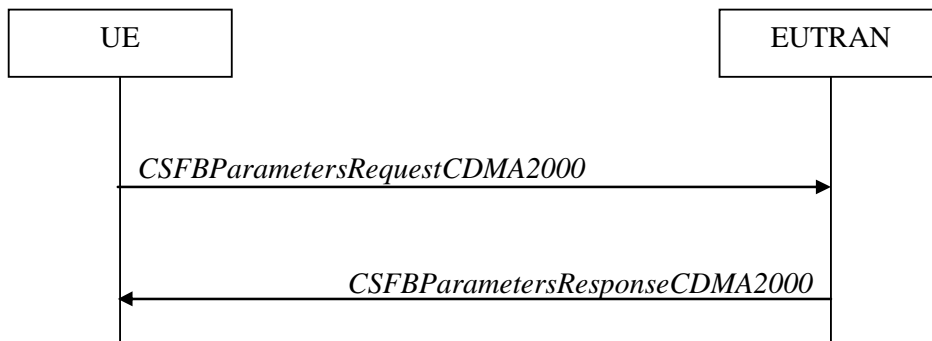 UE
EUTRAN
CSFBParametersRequestCDMA2000
CSFBParametersResponseCDMA2000